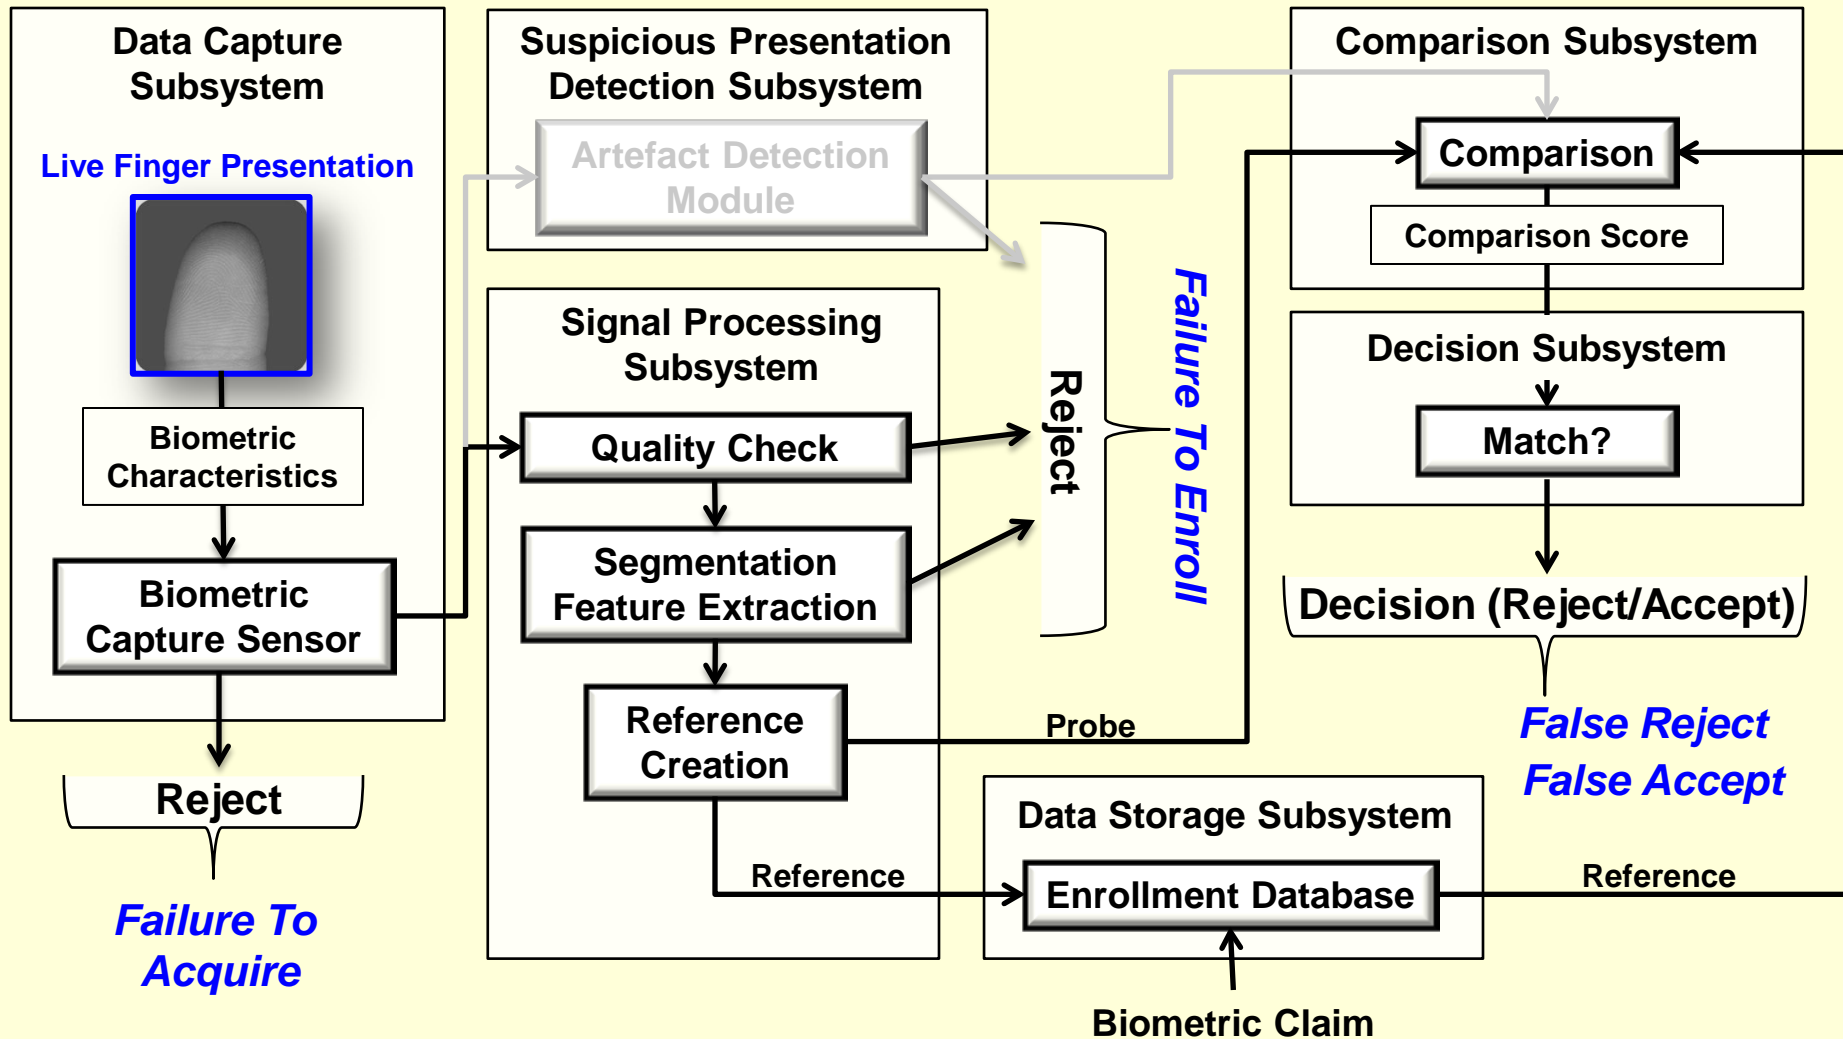 Data Capture
Subsystem
Live Finger Presentation
Biometric
Characteristics
Biometric
Capture Sensor
Reject
Failure To
Acquire
Suspicious Presentation
Detection Subsystem
Artefact Detection
Module
Signal Processing
Subsystem
Quality Check
Segmentation
Feature Extraction
Reference
Creation
Reject
Failure To Enroll
Probe
Reference
Data Storage Subsystem
Enrollment Database
Biometric Claim
Reference
Comparison Subsystem
Comparison
Comparison Score
Decision Subsystem
Match?
Decision (Reject/Accept)
False Reject
False Accept